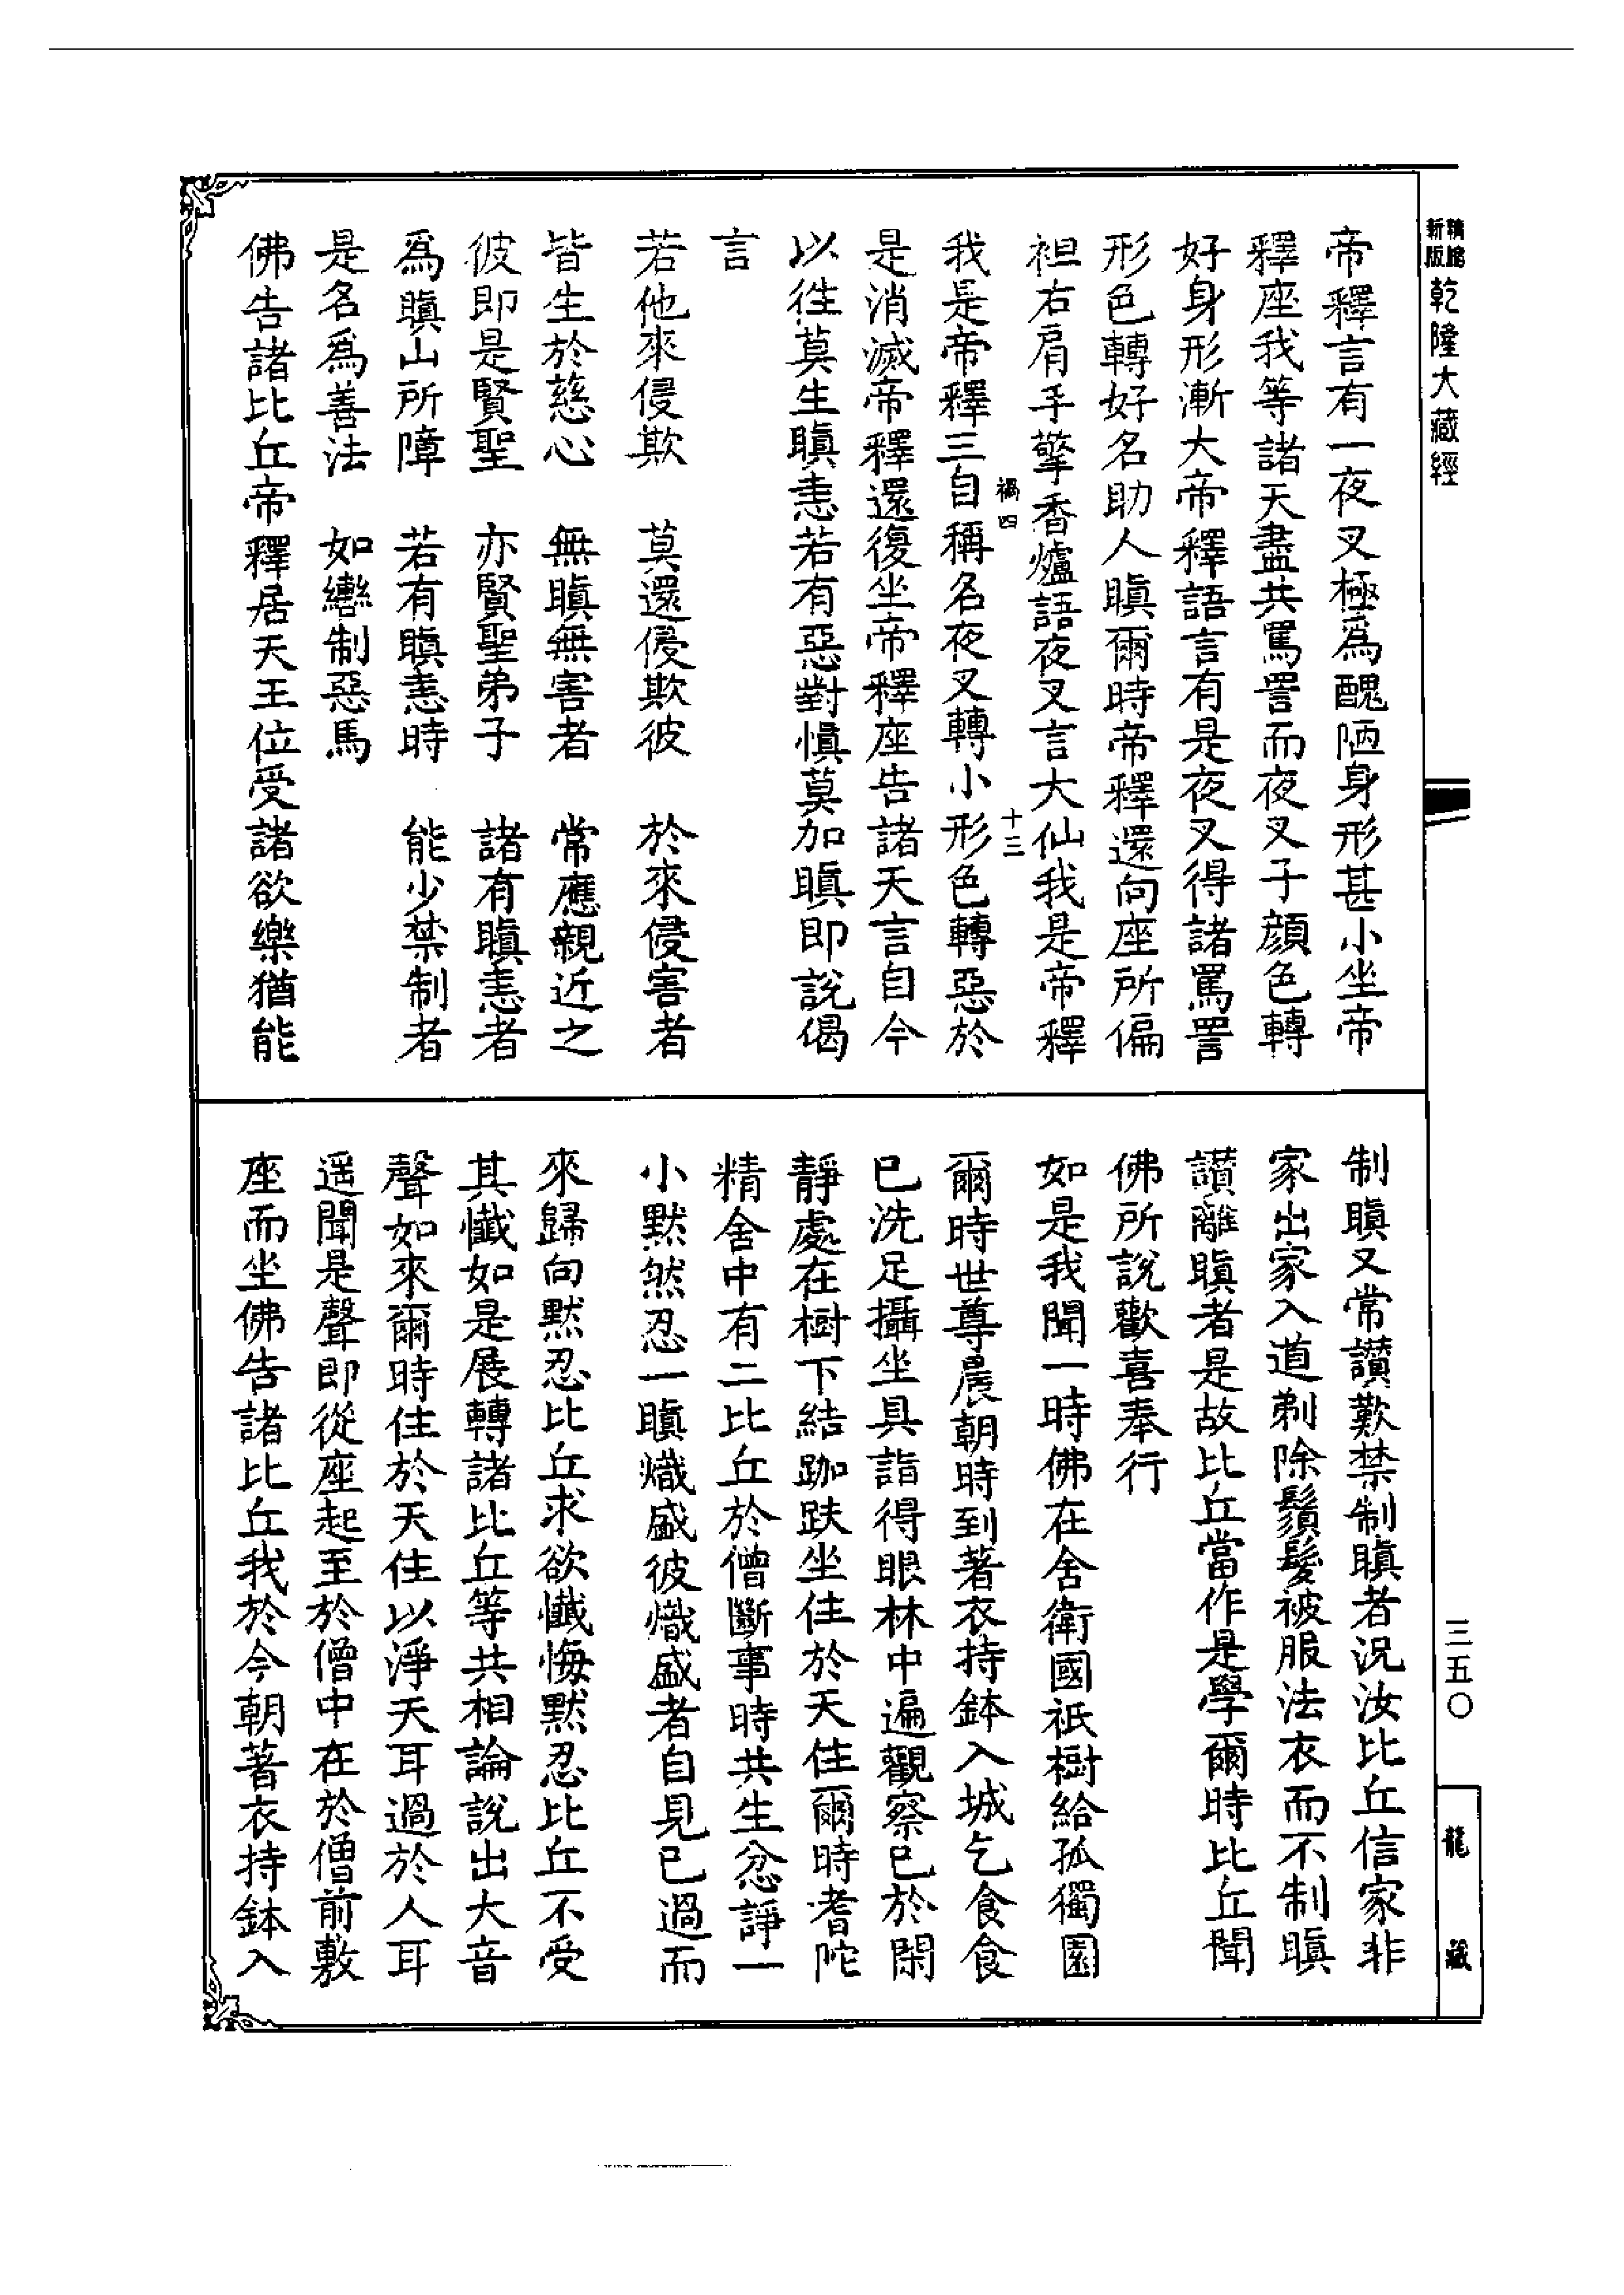 新版
精縮
乾隆大藏經
帝釋言有一夜叉極爲醜陋身形甚小坐帝
釋座我等諸天盡共罵詈而夜叉子顔色轉
好身形漸大帝釋語言有是夜叉得諸罵詈
形色轉好名助人瞋爾時帝釋還向座所偏
袒右肩手擎香爐語夜叉言大仙我是帝釋
禍四
十三
我是帝釋三自稱名夜叉轉小形色轉惡於
是消滅帝釋還復坐帝釋座告諸天言自今
以徃莫生瞋恚若有惡對慎莫加瞋即説偈
言
若他來侵欺　莫還侵欺彼　於來侵害者
皆生於慈心　無瞋無害者　常應親近之
彼即是賢聖　亦賢聖弟子　諸有瞋恚者
爲瞋山所障　若有瞋恚時　能少禁制者
是名爲善法　如轡制惡馬
佛告諸比丘帝釋居天王位受諸欲樂猶能
制瞋又常讃歎禁制瞋者況汝比丘信家非
家出家入道剃除鬚髮被服法衣而不制瞋
讃離瞋者是故比丘當作是學爾時比丘聞
佛所説歡喜奉行
如是我聞一時佛在舍衛國祇樹給孤獨園
爾時世尊晨朝時到著衣持鉢入城乞食食
已洗足攝坐具詣得眼林中遍觀察已於閑
靜處在樹下結跏趺坐住於天住爾時耆陀
精舍中有二比丘於僧斷事時共生忿諍一
小默然忍一瞋熾盛彼熾盛者自見已過而
來歸向默忍比丘求欲懺悔默忍比丘不受
其懺如是展轉諸比丘等共相論説出大音
聲如來爾時住於天住以淨天耳過於人耳
遥聞是聲即從座起至於僧中在於僧前敷
座而坐佛告諸比丘我於今朝著衣持鉢入
三五〇
龍藏